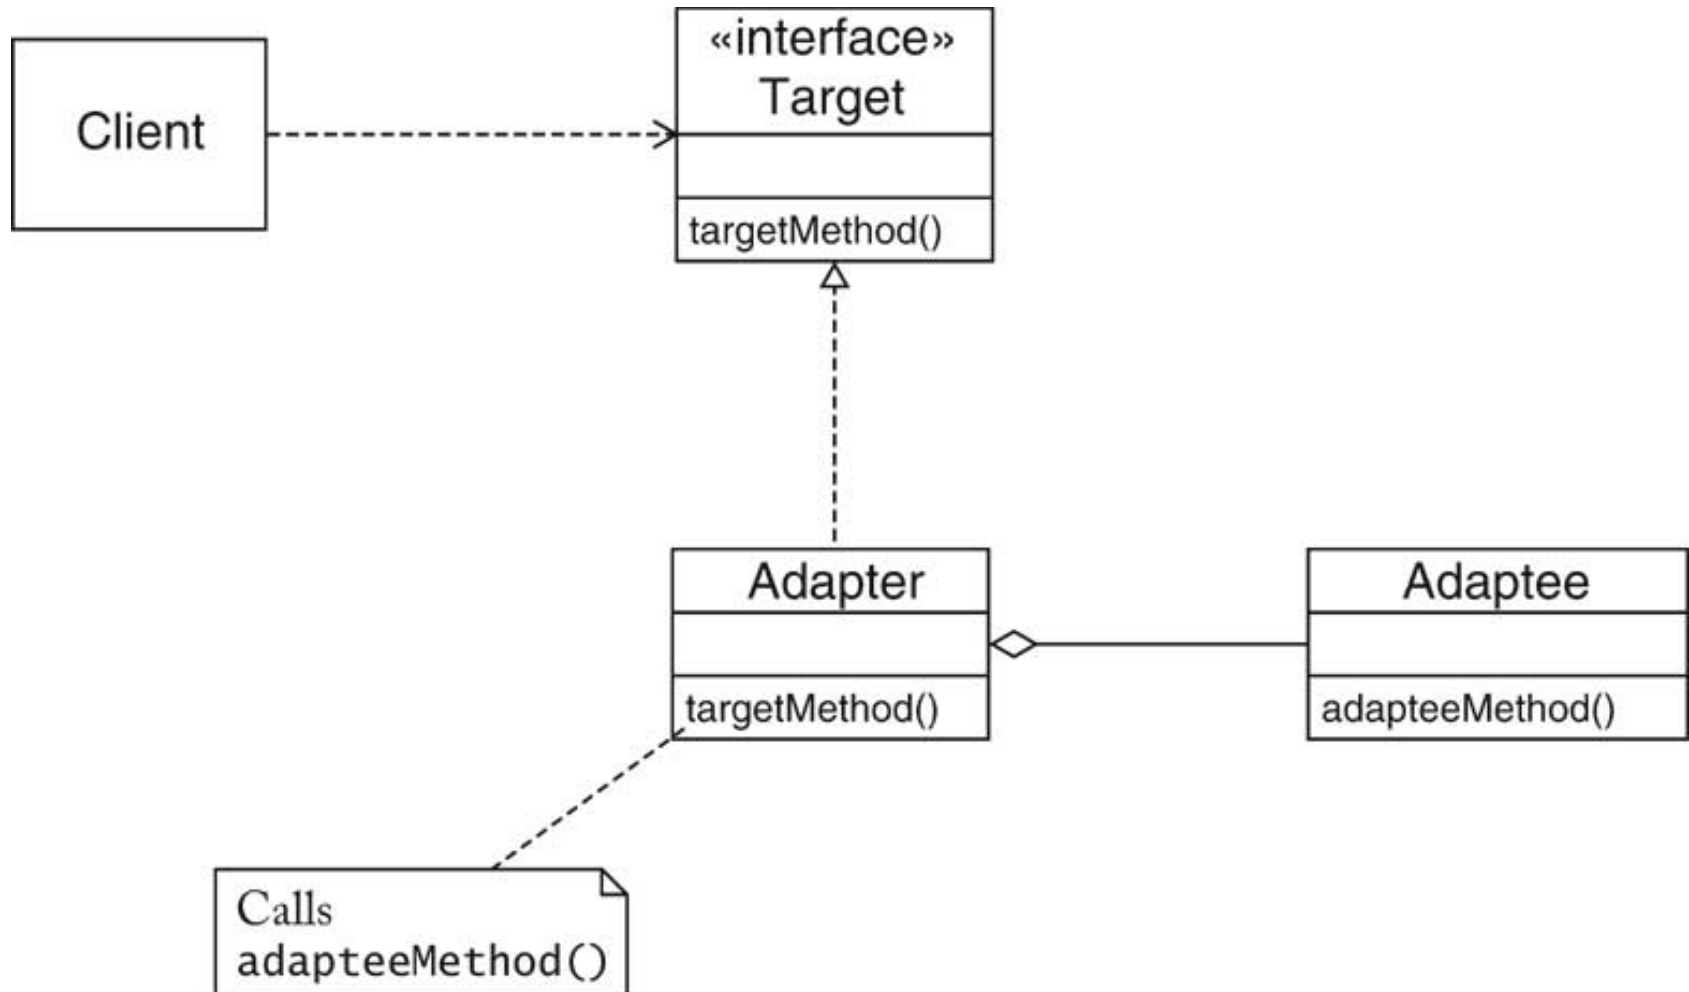 Client
«interface»
Target
targetMethod()
Adapter
targetMethod()
Adaptee
adapteeMethod()
Calls
adapteeMethod()